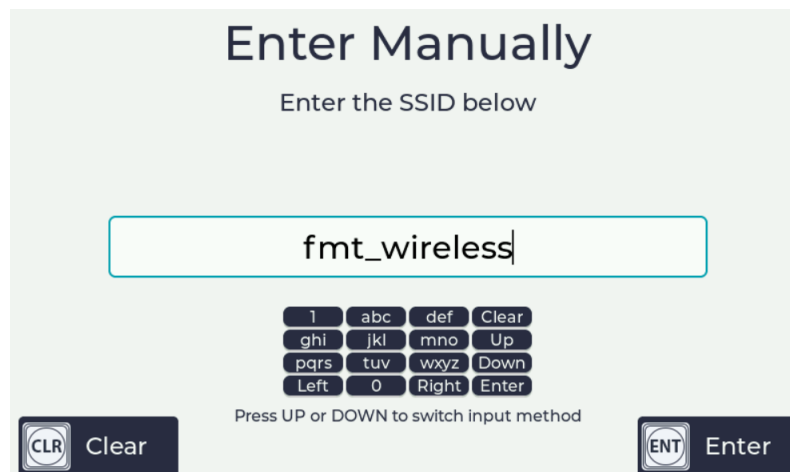 Enter Manually
Enter the SSID below
fmt_wireless
1 abc def Clear
ghi jkl mno Up
pqrs tuv wxyz Down
Left 0 Right Enter
Press UP or DOWN to switch input method
CLR Clear
ENT Enter